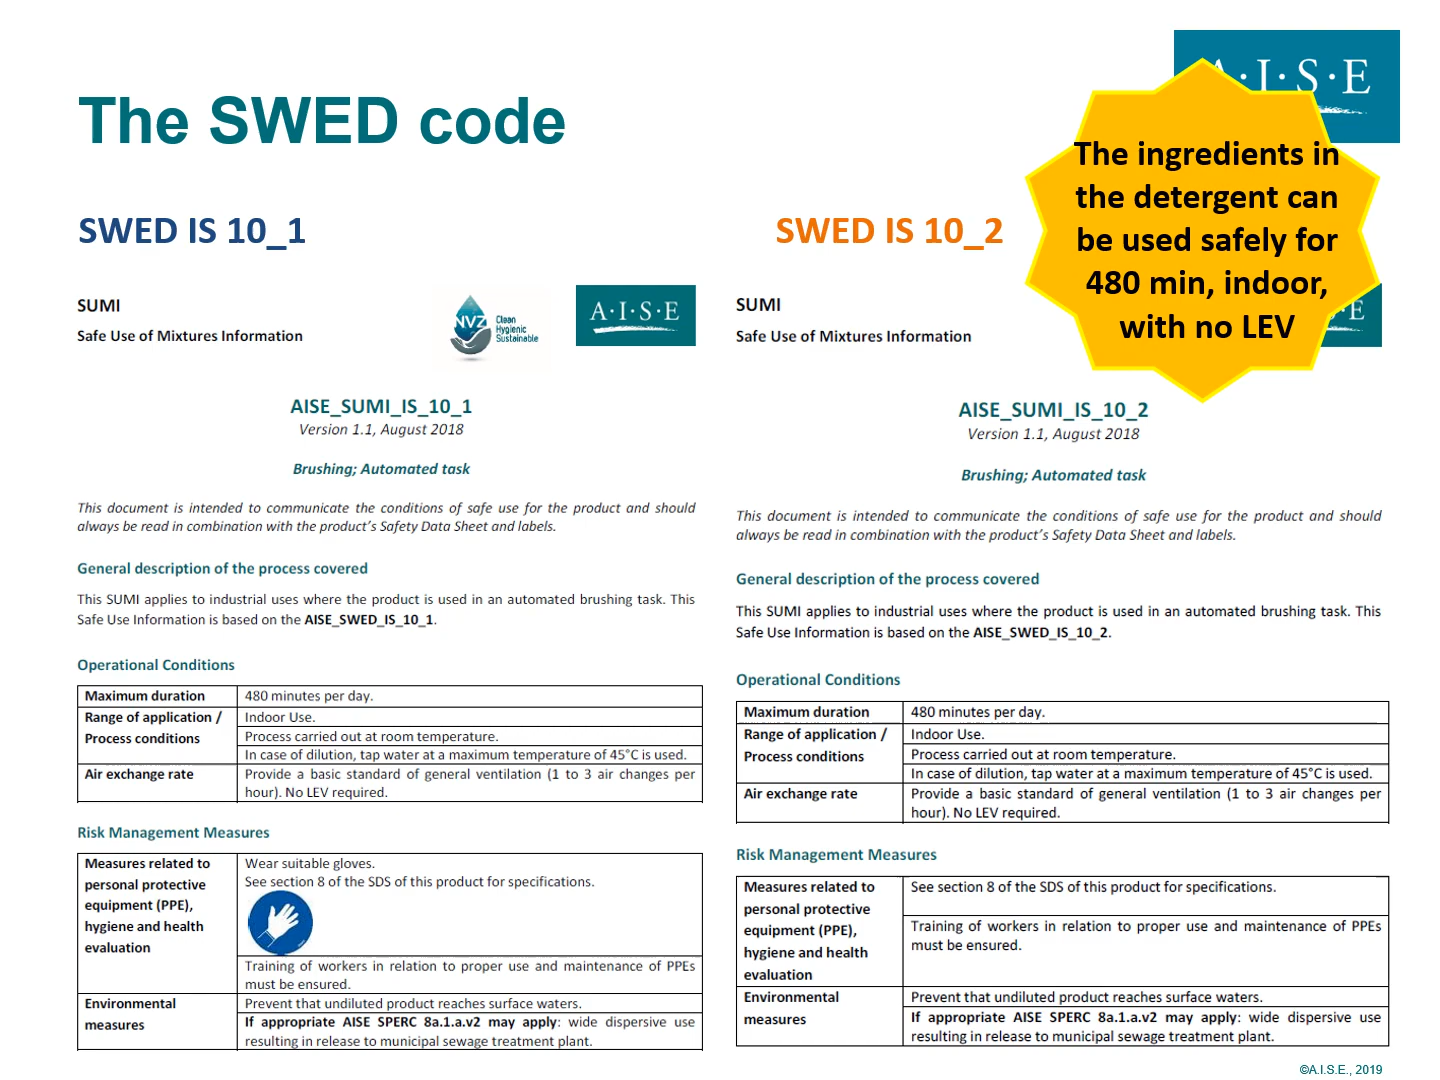 The SWED code
A·I·S·E
The ingredients in
the detergent can
be used safely for
480 min, indoor,
with no LEV
SWED IS 10_1
SUMI
Safe Use of Mixtures Information
NVZ
Clean
Hygienic
Sustainable
A·I·S·E
AISE_SUMI_IS_10_1
Version 1.1, August 2018
Brushing; Automated task
This document is intended to communicate the conditions of safe use for the product and should
always be read in combination with the product's Safety Data Sheet and labels.
General description of the process covered
This SUMI applies to industrial uses where the product is used in an automated brushing task. This
Safe Use Information is based on the AISE_SWED_IS_10_1.
Operational Conditions
Maximum duration
480 minutes per day.
Range of application /
Process conditions
Indoor Use.
Process carried out at room temperature.
In case of dilution, tap water at a maximum temperature of 45°C is used.
Air exchange rate
Provide a basic standard of general ventilation (1 to 3 air changes per
hour). No LEV required.
Risk Management Measures
Measures related to
personal protective
equipment (PPE),
hygiene and health
evaluation
Wear suitable gloves.
See section 8 of the SDS of this product for specifications.
Training of workers in relation to proper use and maintenance of PPEs
must be ensured.
Environmental
measures
Prevent that undiluted product reaches surface waters.
If appropriate AISE SPERC 8a.1.a.v2 may apply: wide dispersive use
resulting in release to municipal sewage treatment plant.
SWED IS 10_2
SUMI
Safe Use of Mixtures Information
E
AISE_SUMI_IS_10_2
Version 1.1, August 2018
Brushing; Automated task
This document is intended to communicate the conditions of safe use for the product and should
always be read in combination with the product's Safety Data Sheet and labels.
General description of the process covered
This SUMI applies to industrial uses where the product is used in an automated brushing task. This
Safe Use Information is based on the AISE_SWED_IS_10_2.
Operational Conditions
Maximum duration
480 minutes per day.
Range of application /
Process conditions
Indoor Use.
Process carried out at room temperature.
In case of dilution, tap water at a maximum temperature of 45°C is used.
Air exchange rate
Provide a basic standard of general ventilation (1 to 3 air changes per
hour). No LEV required.
Risk Management Measures
Measures related to
personal protective
equipment (PPE),
hygiene and health
evaluation
See section 8 of the SDS of this product for specifications.
Training of workers in relation to proper use and maintenance of PPEs
must be ensured.
Environmental
measures
Prevent that undiluted product reaches surface waters.
If appropriate AISE SPERC 8a.1.a.v2 may apply: wide dispersive use
resulting in release to municipal sewage treatment plant.
©A.I.S.E., 2019